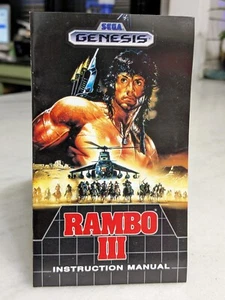 SEGA
GENESIS
RAMBO
III
INSTRUCTION MANUAL